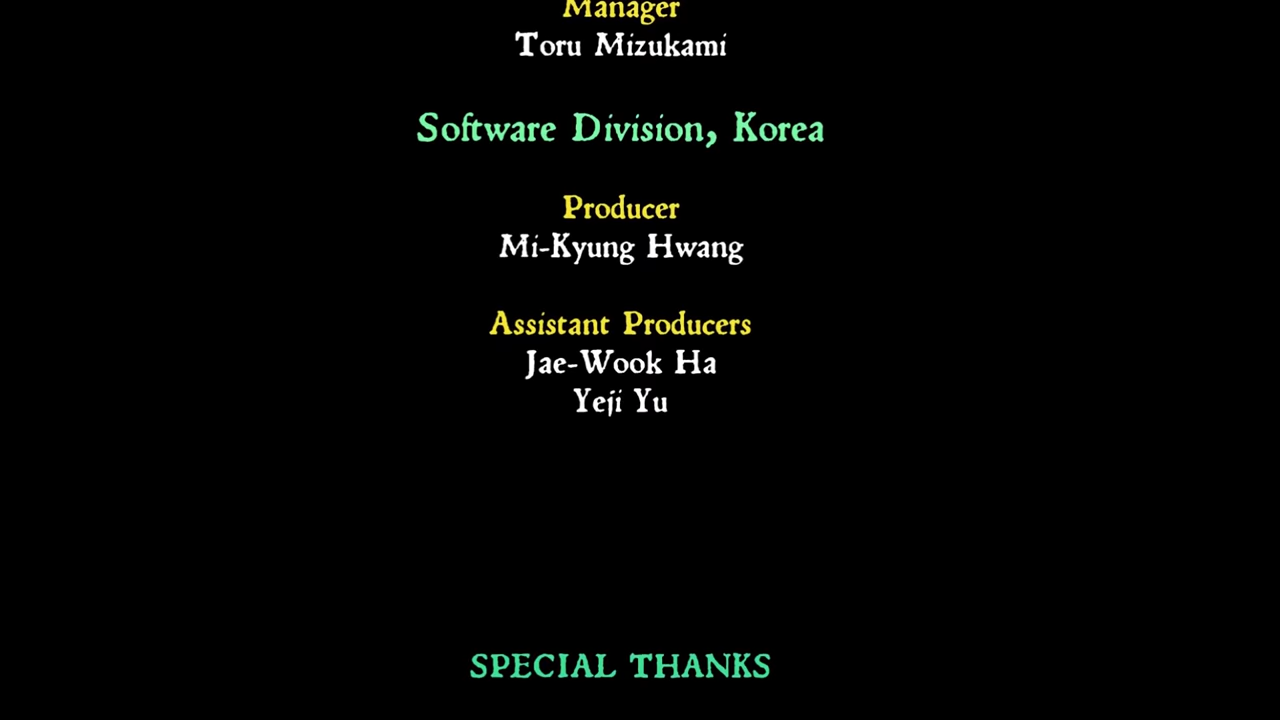 Manager
Toru Mizukami
Software Division, Korea
Producer
Mi-Kyung Hwang
Assistant Producers
Jae-Wook Ha
Yeji Yu
SPECIAL THANKS